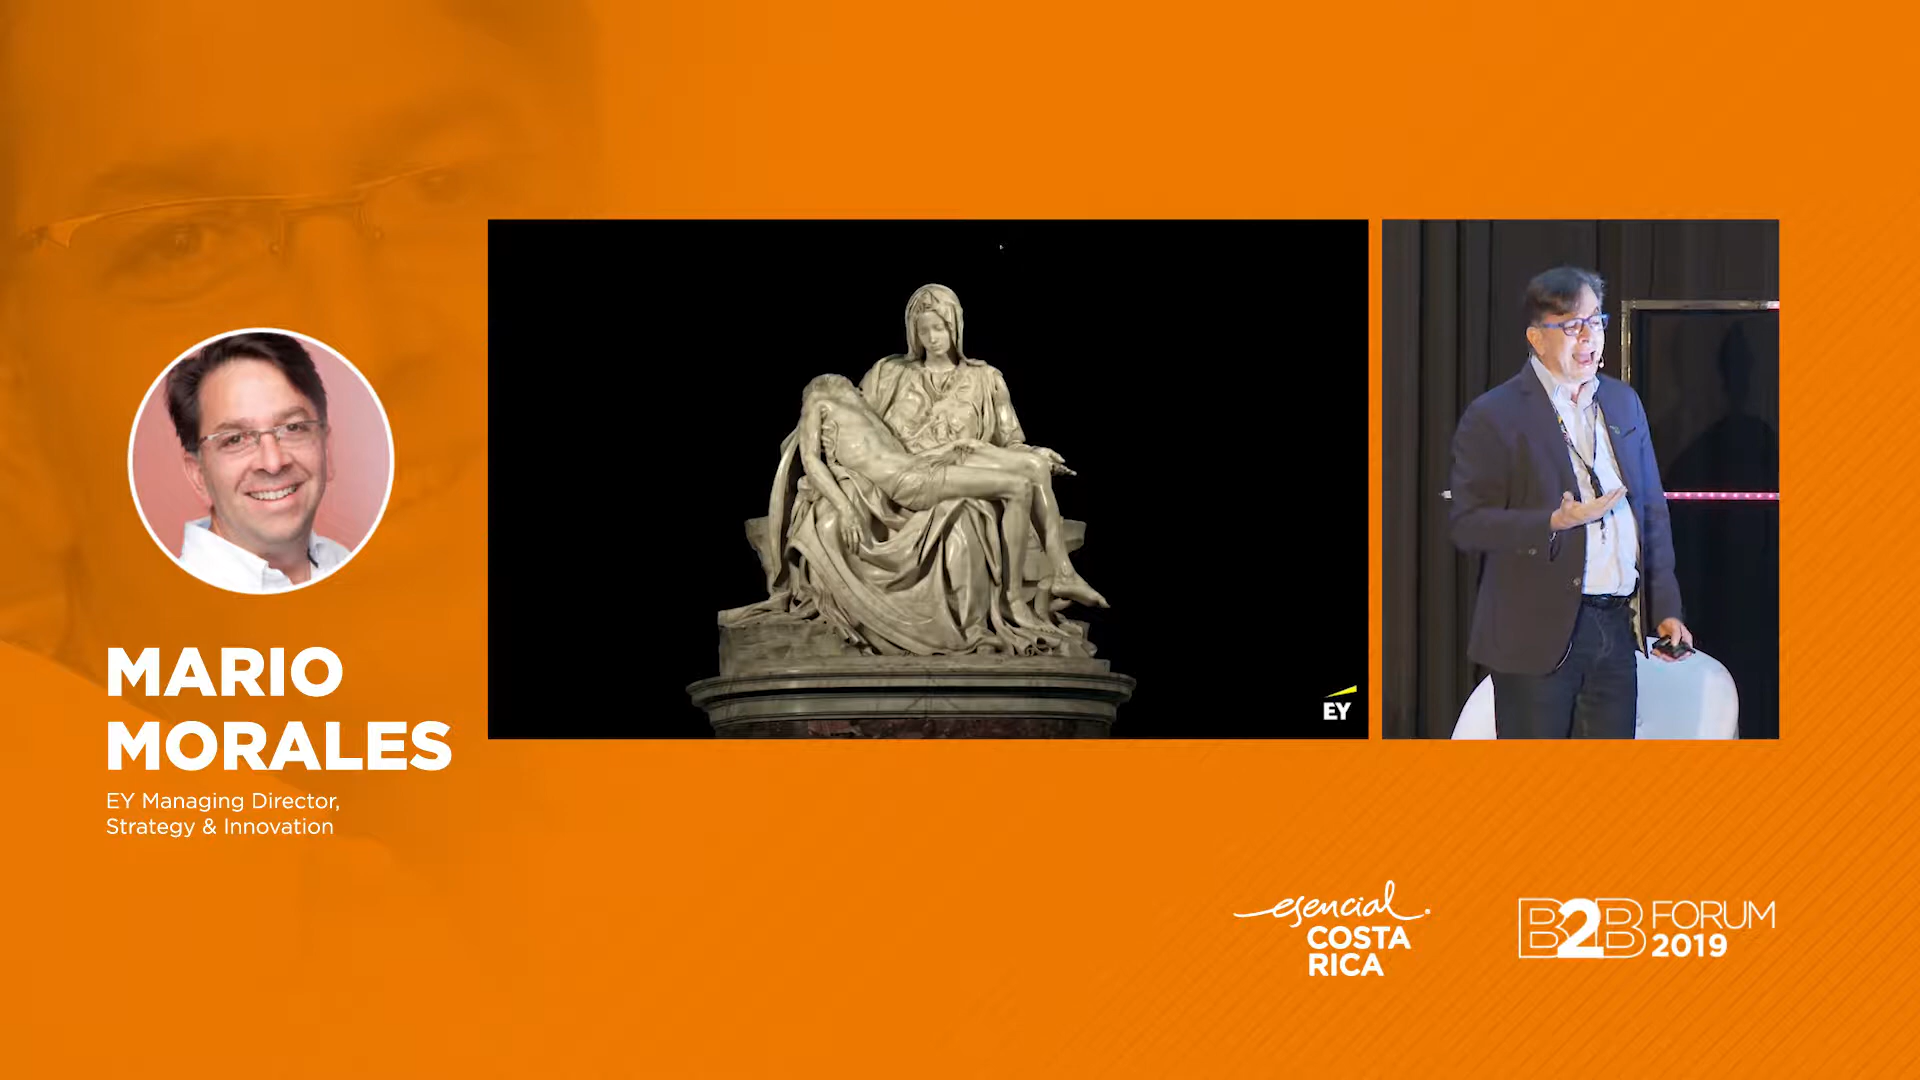 MARIO
MORALES
EY Managing Director,
Strategy & Innovation
EY
esencial
COSTA
RICA
B2B FORUM
2019